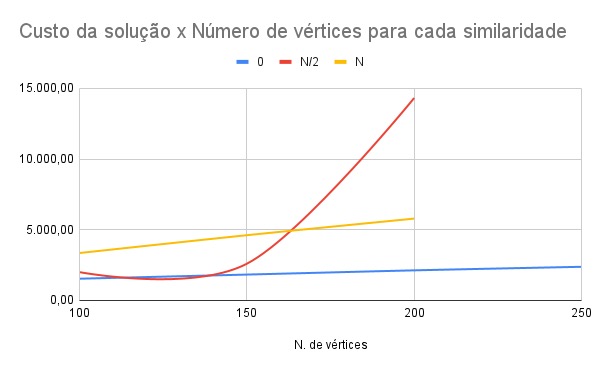 Custo da solução x Número de vértices para cada similaridade
0 N/2 N
15.000,00
10.000,00
5.000,00
0,00
100 150 200 250
N. de vértices